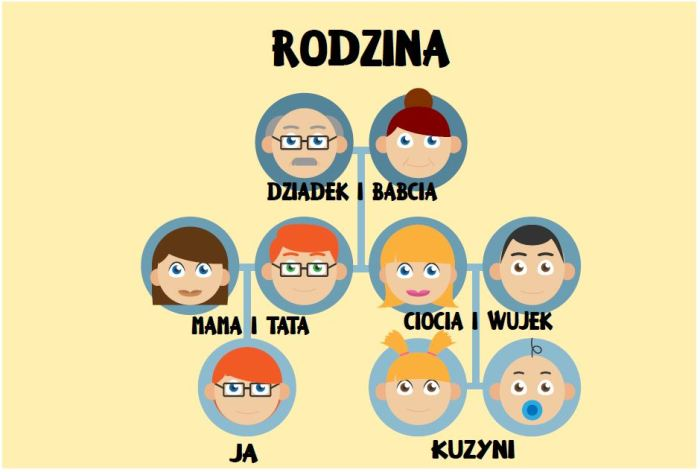 RODZINA
DZIADEK I BABCIA
MAMA I TATA
CIOCIA I WUJEK
JA
KUZYNI